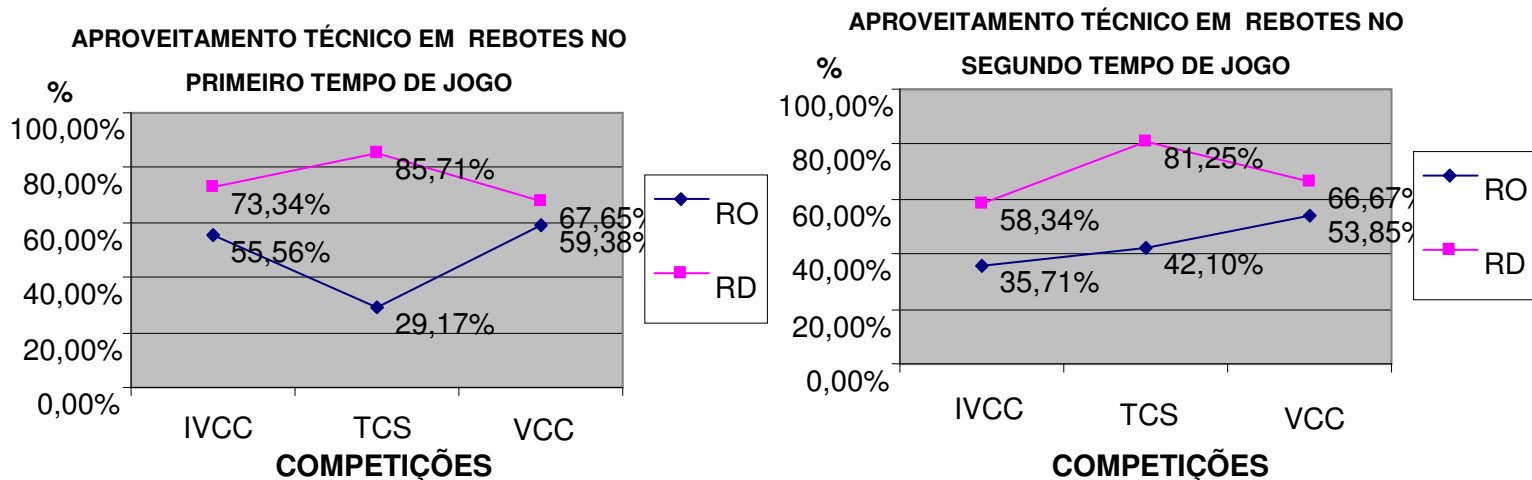 APROVEITAMENTO TÉCNICO EM  REBOTES NO
PRIMEIRO TEMPO DE JOGO
%
100,00%
80,00%
60,00%
40,00%
20,00%
0,00%
73,34%
85,71%
67,65%
55,56%
29,17%
59,38%
IVCC
TCS
VCC
COMPETIÇÕES
RO
RD
APROVEITAMENTO TÉCNICO EM  REBOTES NO
SEGUNDO TEMPO DE JOGO
%
100,00%
80,00%
60,00%
40,00%
20,00%
0,00%
58,34%
81,25%
66,67%
35,71%
42,10%
53,85%
IVCC
TCS
VCC
COMPETIÇÕES
RO
RD